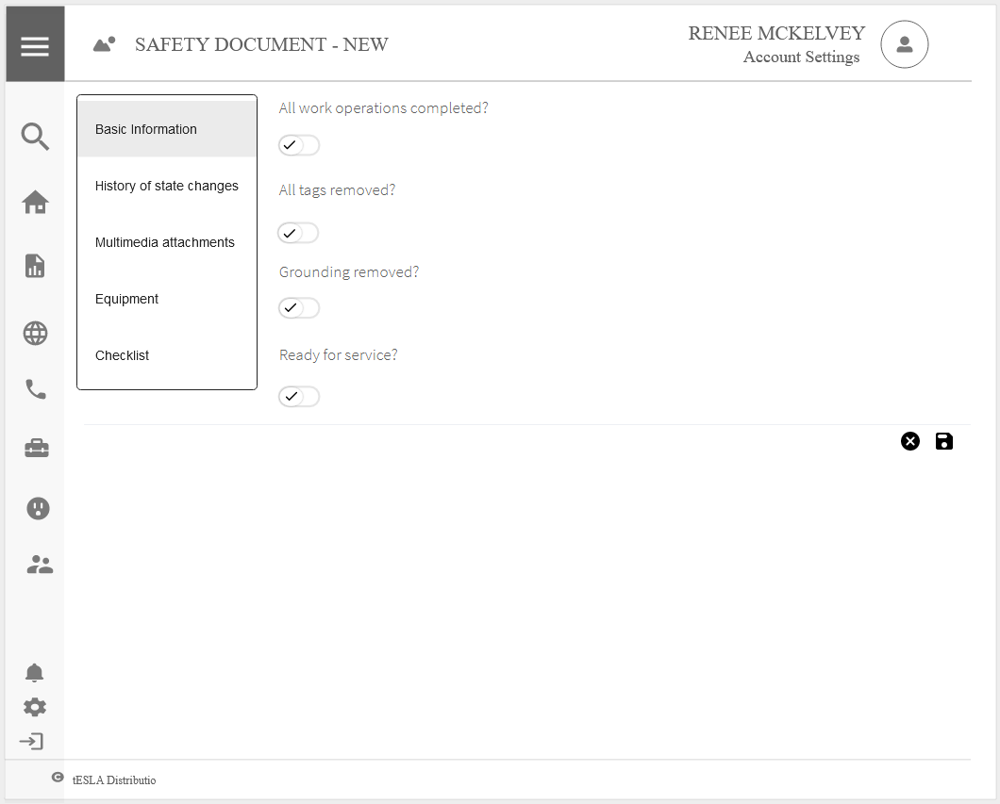 SAFETY DOCUMENT - NEW
RENEE MCKELVEY
Account Settings
Basic Information
History of state changes
Multimedia attachments
Equipment
Checklist
All work operations completed?
All tags removed?
Grounding removed?
Ready for service?
tESLA Distributio